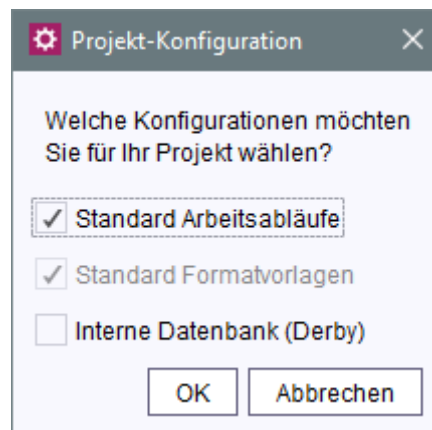 Projekt-Konfiguration
Welche Konfigurationen möchten
Sie für Ihr Projekt wählen?
Standard Arbeitsabläufe
Standard Formatvorlagen
Interne Datenbank (Derby)
OK Abbrechen